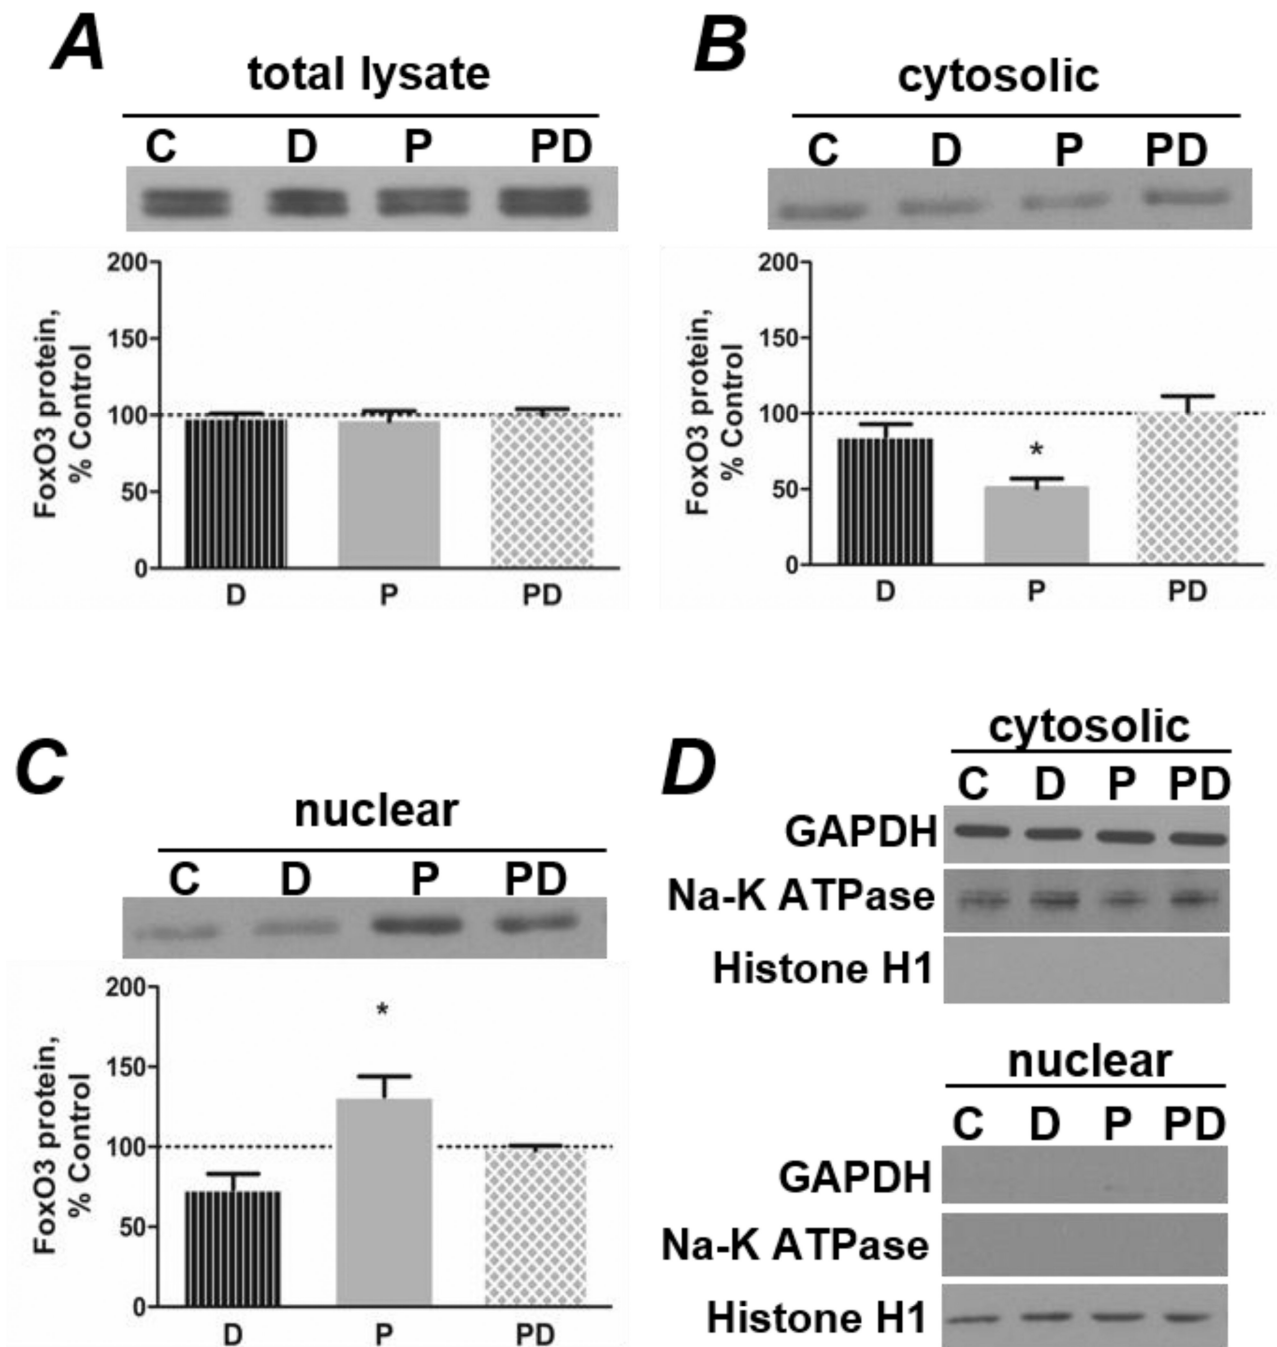 A
total lysate
C D P PD
200
150
100
50
0
FoxO3 protein,
% Control
D P PD
B
cytosolic
C D P PD
200
150
100
50
0
FoxO3 protein,
% Control
*
D P PD
C
nuclear
C D P PD
200
150
100
50
0
FoxO3 protein,
% Control
*
D P PD
D
cytosolic
C D P PD
GAPDH
Na-K ATPase
Histone H1
nuclear
C D P PD
GAPDH
Na-K ATPase
Histone H1